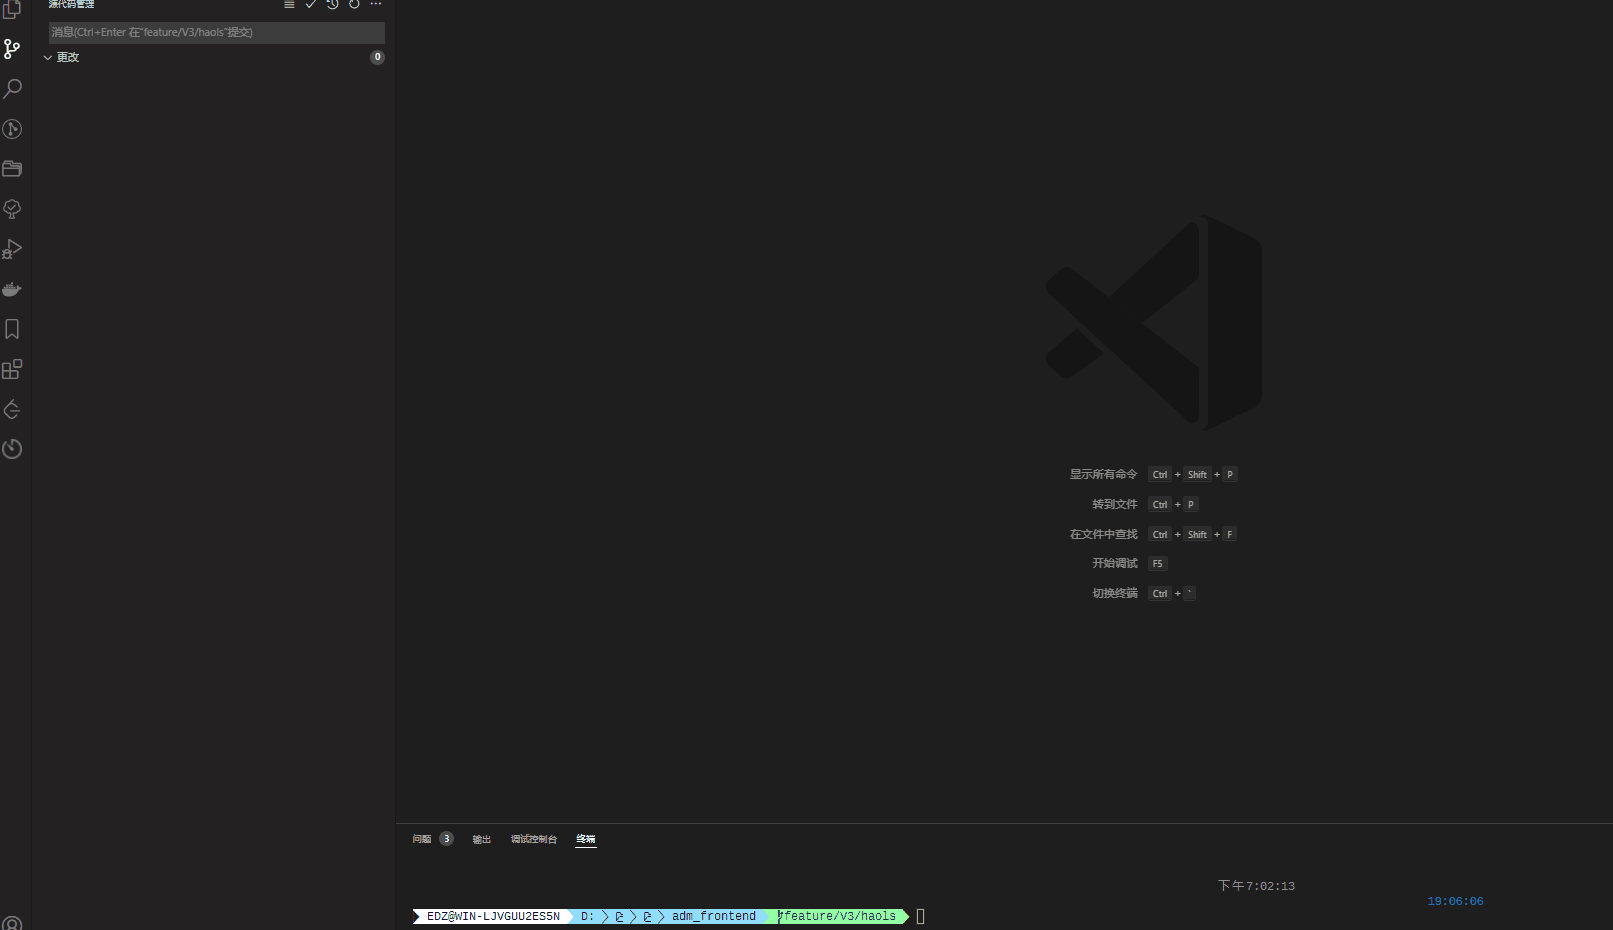 源代码管理
消息(Ctrl+Enter 在"feature/V3/haols"提交)
更改 0
显示所有命令 Ctrl + Shift + P
转到文件 Ctrl + P
在文件中查找 Ctrl + Shift + F
开始调试 F5
切换终端 Ctrl + `
问题 3 输出 调试控制台 终端
下午7:02:13
19:06:06
EDZ@WIN-LJVGUU2ES5N D: adm_frontend feature/V3/haols